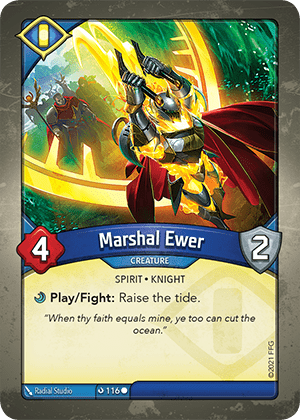 Marshal Ewer
CREATURE
4
2
SPIRIT • KNIGHT
Play/Fight: Raise the tide.
“When thy faith equals mine, ye too can cut the
ocean.”
©2021 FFG
Radial Studio
116